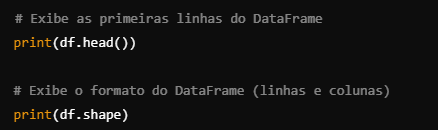 # Exibe as primeiras linhas do DataFrame
print(df.head())
# Exibe o formato do DataFrame (linhas e colunas)
print(df.shape)